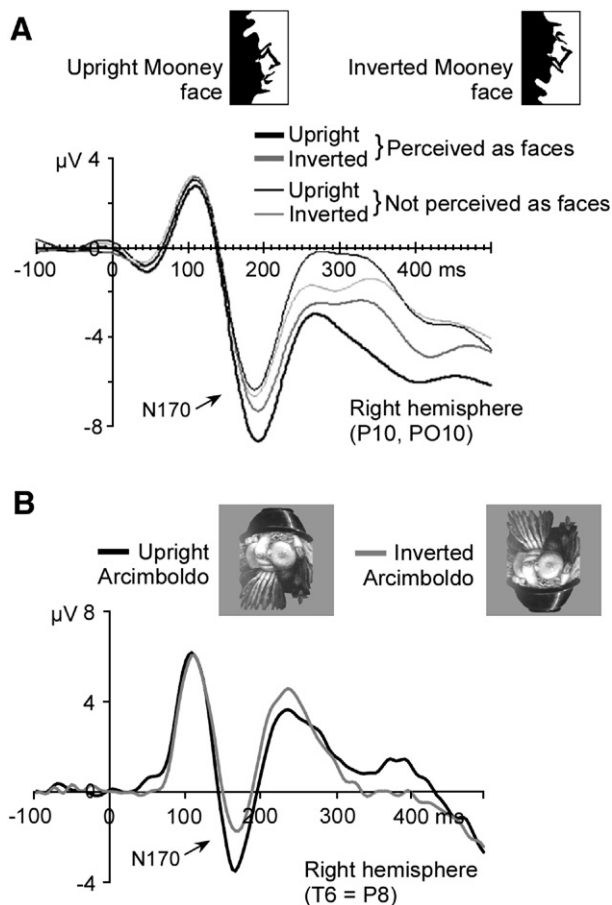 A
Upright Mooney face
Inverted Mooney face
Upright
Inverted
} Perceived as faces
Upright
Inverted
} Not perceived as faces
µV 4
-100 0 100 200 300 400 ms
-4
N170
-8
Right hemisphere
(P10, PO10)
B
Upright
Arcimboldo
Inverted
Arcimboldo
µV 8
4
-100 0 100 200 300 400 ms
N170
-4
Right hemisphere
(T6 = P8)